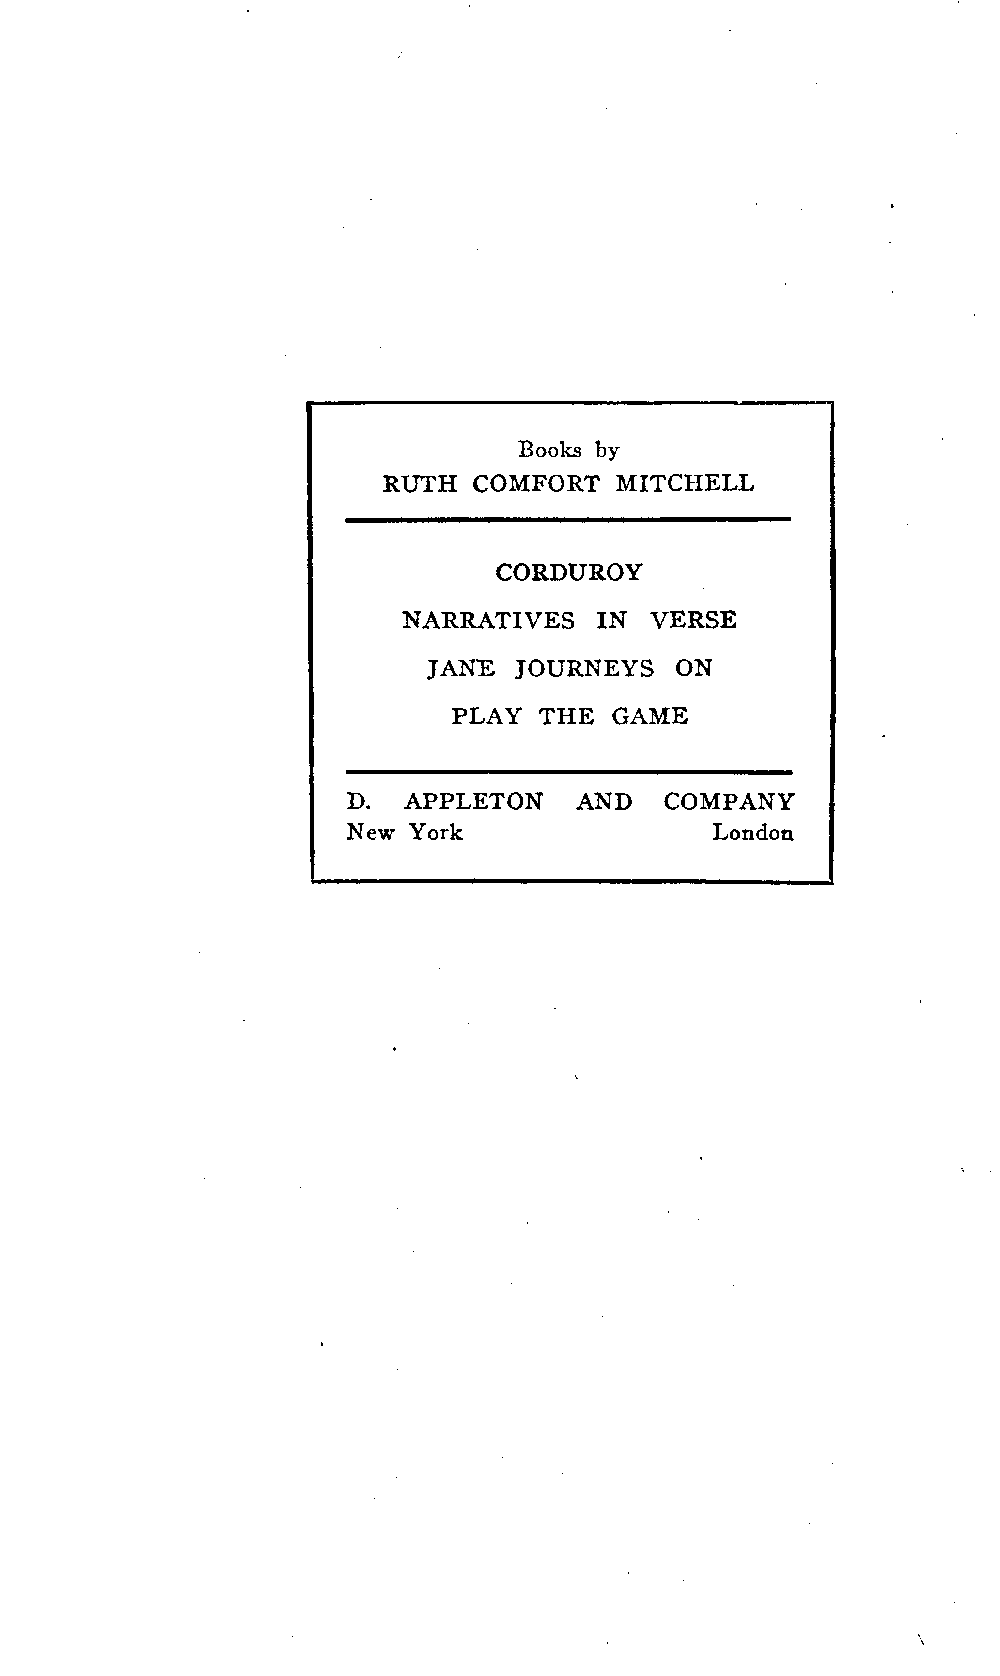 Books by
RUTH COMFORT MITCHELL
CORDUROY
NARRATIVES IN VERSE
JANE JOURNEYS ON
PLAY THE GAME
D. APPLETON AND COMPANY
New York London